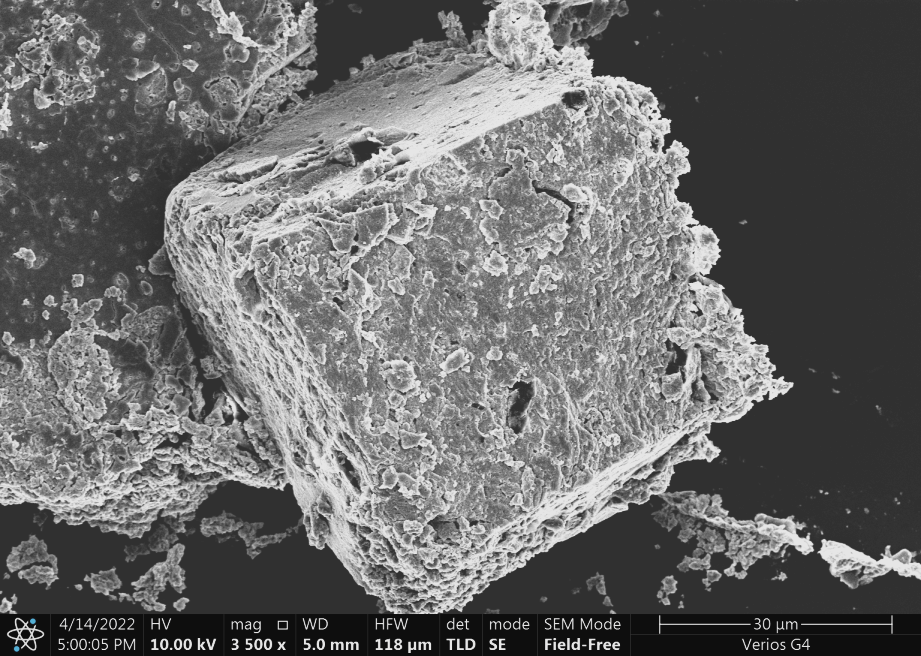 4/14/2022 HV mag WD HFW det mode SEM Mode 30 µm
5:00:05 PM 10.00 kV 3 500 x 5.0 mm 118 µm TLD SE Field-Free Verios G4